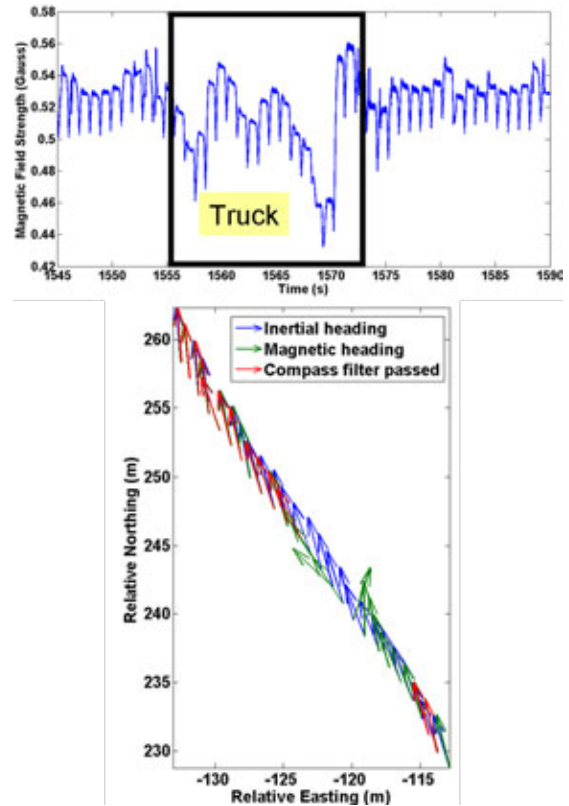 0.58
0.56
0.54
0.52
0.5
0.48
0.46
0.44
0.42
Magnetic Field Strength (Gauss)
Truck
1545 1550 1555 1560 1565 1570 1575 1580 1585 1590
Time (s)
Inertial heading
Magnetic heading
Compass filter passed
260
255
250
245
240
235
230
Relative Northing (m)
-130 -125 -120 -115
Relative Easting (m)